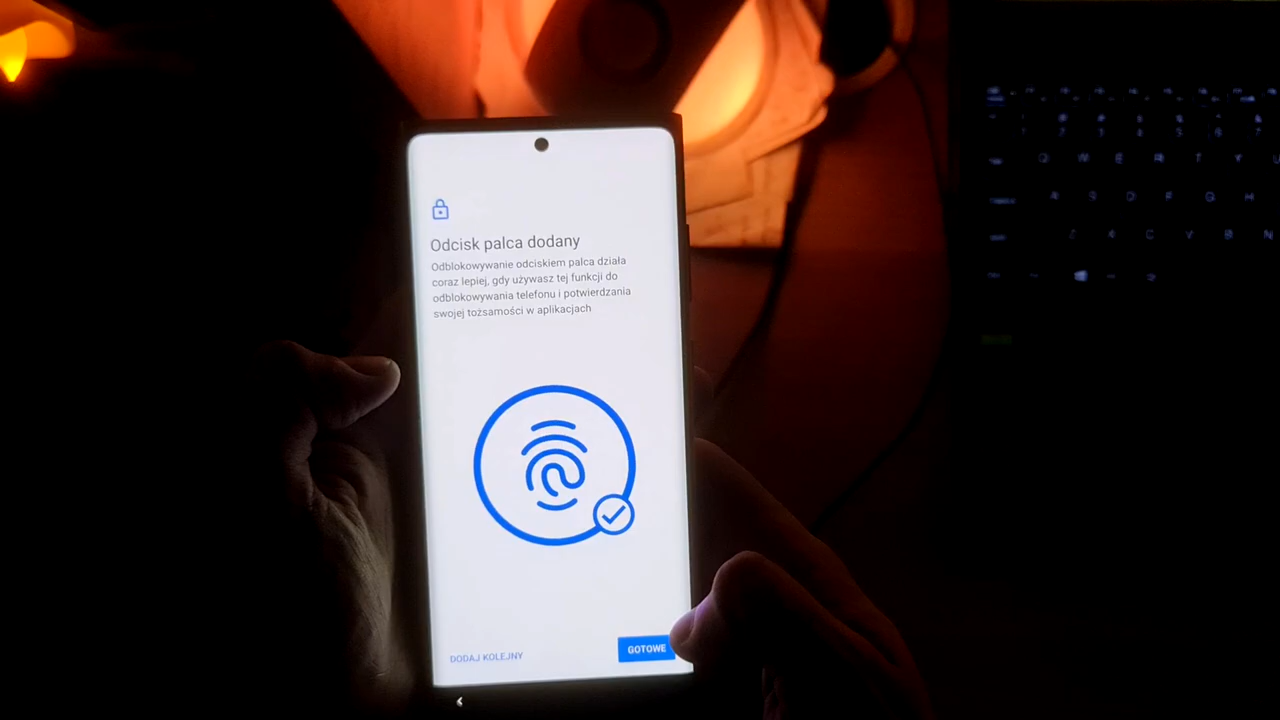 Odcisk palca dodany
Odblokowywanie odciskiem palca działa
coraz lepiej, gdy używasz tej funkcji do
odblokowywania telefonu i potwierdzania
swojej tożsamości w aplikacjach
DODAJ KOLEJNY
GOTOWE
Q W E R T Y
A S D F G H
Z X C V B N